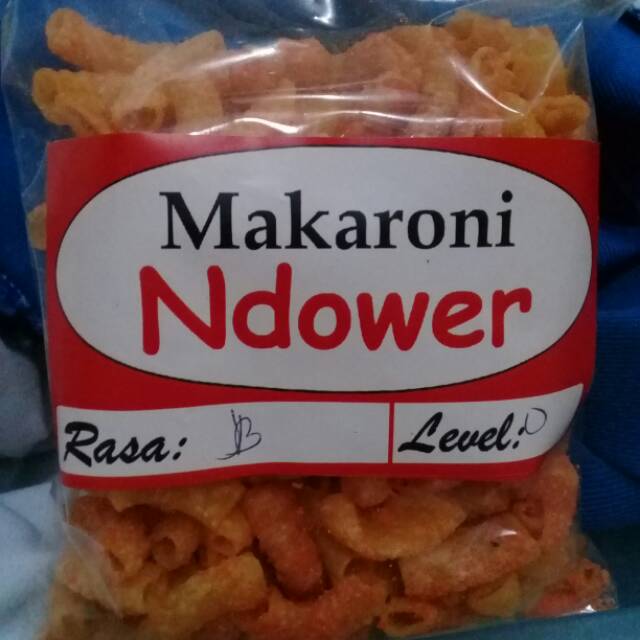 Makaroni
Ndower
Rasa: B
Level: